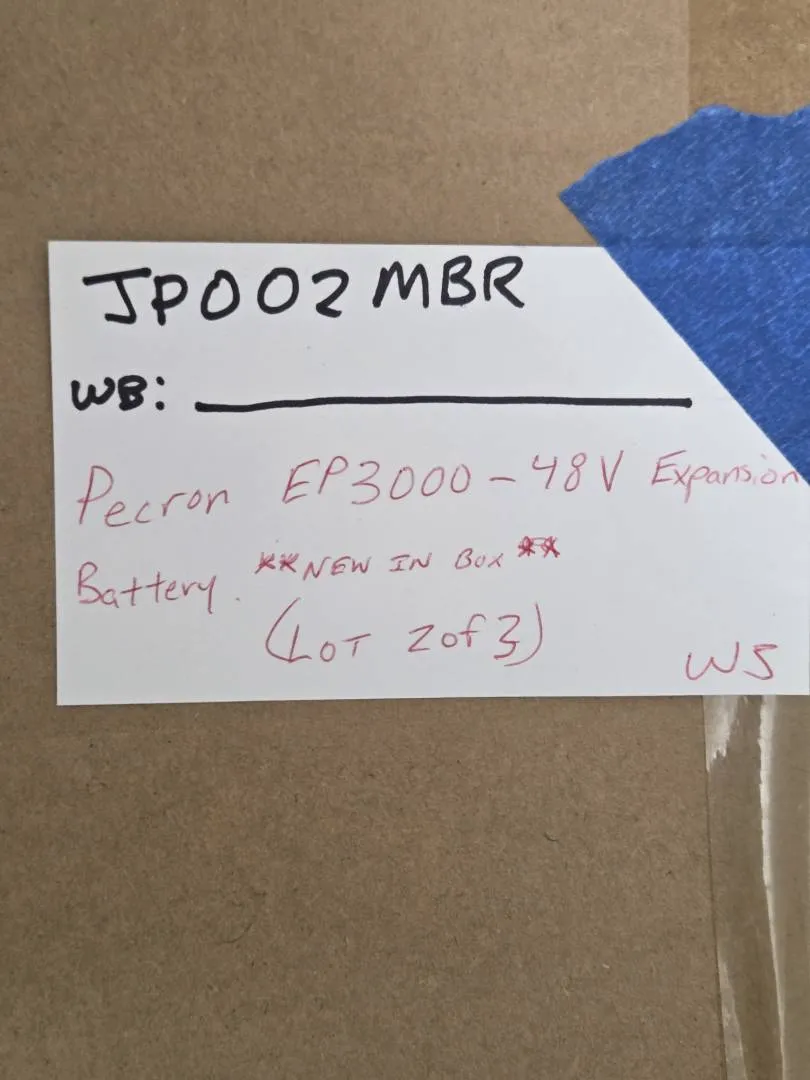 JP002MBR
WB:
Pecron EP3000-48V Expansion
Battery. **NEW IN BOX**
(LOT 2 of 3)
WS